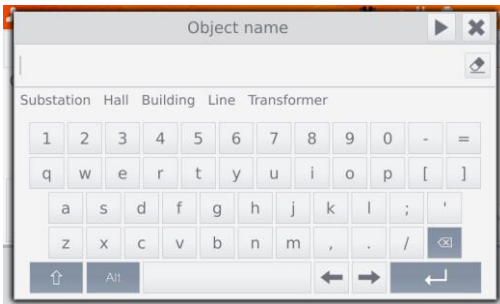 Object name
Substation Hall Building Line Transformer
1 2 3 4 5 6 7 8 9 0 - =
q w e r t y u i o p [ ]
a s d f g h j k l ; '
z x c v b n m , . /
Alt